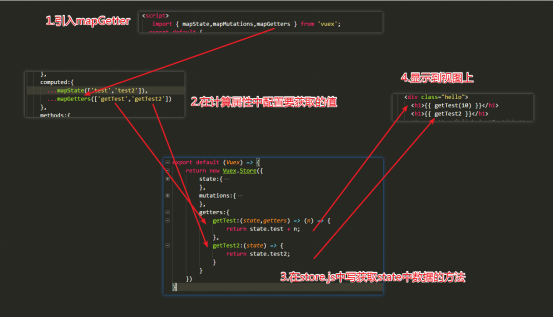 1.引入mapGetter
<script>
import { mapState,mapMutations,mapGetters } from 'vuex';
export default {
},
computed:{
...mapState(['test','test2']),
...mapGetters(['getTest','getTest2'])
},
methods:{
2.在计算属性中配置要获取的值
4.显示到视图上
<div class="hello">
<h1>{{ getTest(10) }}</h1>
<h1>{{ getTest2 }}</h1>
export default (Vuex) => {
return new Vuex.Store({
state:{
},
mutations:{
},
getters:{
getTest:(state,getters) => (n) => {
return state.test + n;
},
getTest2:(state) => {
return state.test2;
}
}
})
}
3.在store.js中写获取state中数据的方法